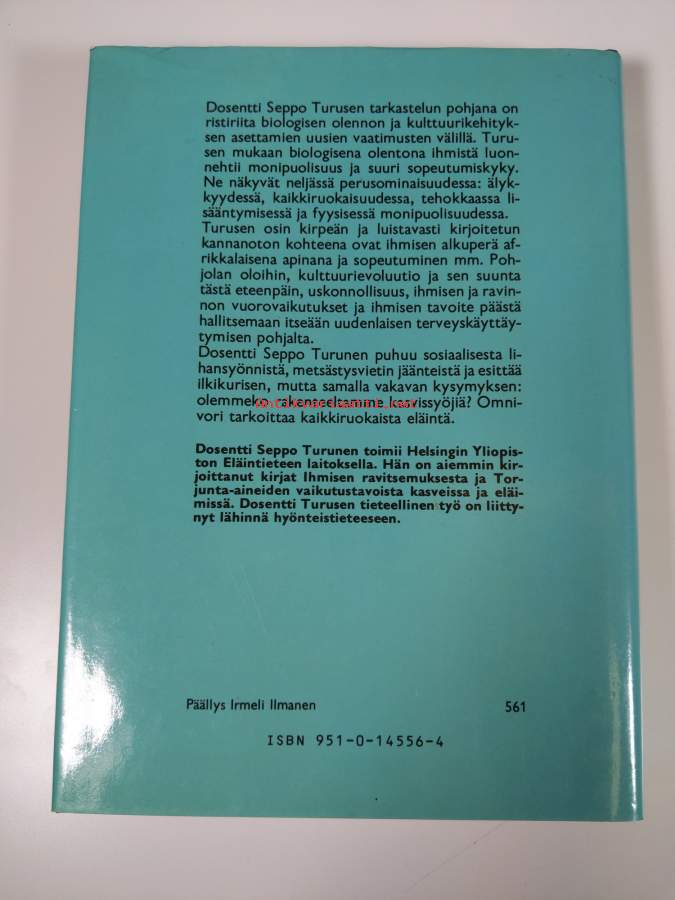 Dosentti Seppo Turusen tarkastelun pohjana on
ristiriita biologisen olennon ja kulttuurikehityk-
sen asettamien uusien vaatimusten välillä. Turu-
sen mukaan biologisena olentona ihmistä luon-
nehtii monipuolisuus ja suuri sopeutumiskyky.
Ne näkyvät neljässä perusominaisuudessa: älyk-
kyydessä, kaikkiruokaisuudessa, tehokkaassa li-
sääntymisessä ja fyysisessä monipuolisuudessa.
Turusen osin kirpeän ja luistavasti kirjoitetun
kannanoton kohteena ovat ihmisen alkuperä af-
rikkalaisena apinana ja sopeutuminen mm. Poh-
jolan oloihin, kulttuurievoluutio ja sen suunta
tästä eteenpäin, uskonnollisuus, ihmisen ja ravin-
non vuorovaikutukset ja ihmisen tavoite päästä
hallitsemaan itseään uudenlaisen terveyskäyttäy-
tymisen pohjalta.
Dosentti Seppo Turunen puhuu sosiaalisesta li-
hansyönnistä, metsästysvietin jäänteistä ja esittää
ilkikurisen, mutta samalla vakavan kysymyksen:
olemmeko rakenteeltamme kasvissyöjiä? Omni-
vori tarkoittaa kaikkiruokaista eläintä.
Dosentti Seppo Turunen toimii Helsingin Yliopis-
ton Eläintieteen laitoksella. Hän on aiemmin kir-
joittanut kirjat Ihmisen ravitsemuksesta ja Tor-
junta-aineiden vaikutustavoista kasveissa ja eläi-
missä. Dosentti Turusen tieteellinen työ on liitty-
nyt lähinnä hyönteistieteeseen.
Päällys Irmeli Ilmanen 561
ISBN 951-0-14556-4